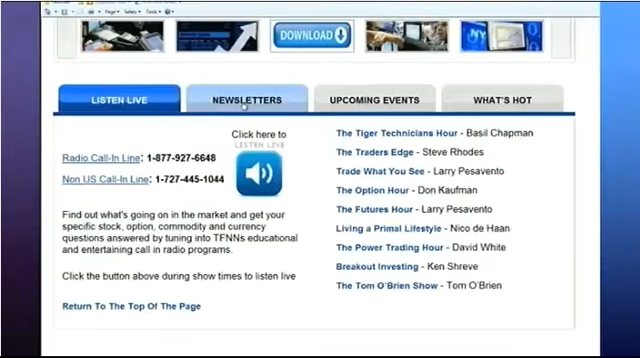 Page Safety Tools
DOWNLOAD
NY
LISTEN LIVE
NEWSLETTERS
UPCOMING EVENTS
WHAT'S HOT
Click here to
LISTEN LIVE
Radio Call-In Line: 1-877-927-6648
Non US Call-In Line: 1-727-445-1044
Find out what's going on in the market and get your
specific stock, option, commodity and currency
questions answered by tuning into TFNNs educational
and entertaining call in radio programs.
Click the button above during show times to listen live
Return To The Top Of The Page
The Tiger Technicians Hour - Basil Chapman
The Traders Edge - Steve Rhodes
Trade What You See - Larry Pesavento
The Option Hour - Don Kaufman
The Futures Hour - Larry Pesavento
Living a Primal Lifestyle - Nico de Haan
The Power Trading Hour - David White
Breakout Investing - Ken Shreve
The Tom O'Brien Show - Tom O'Brien